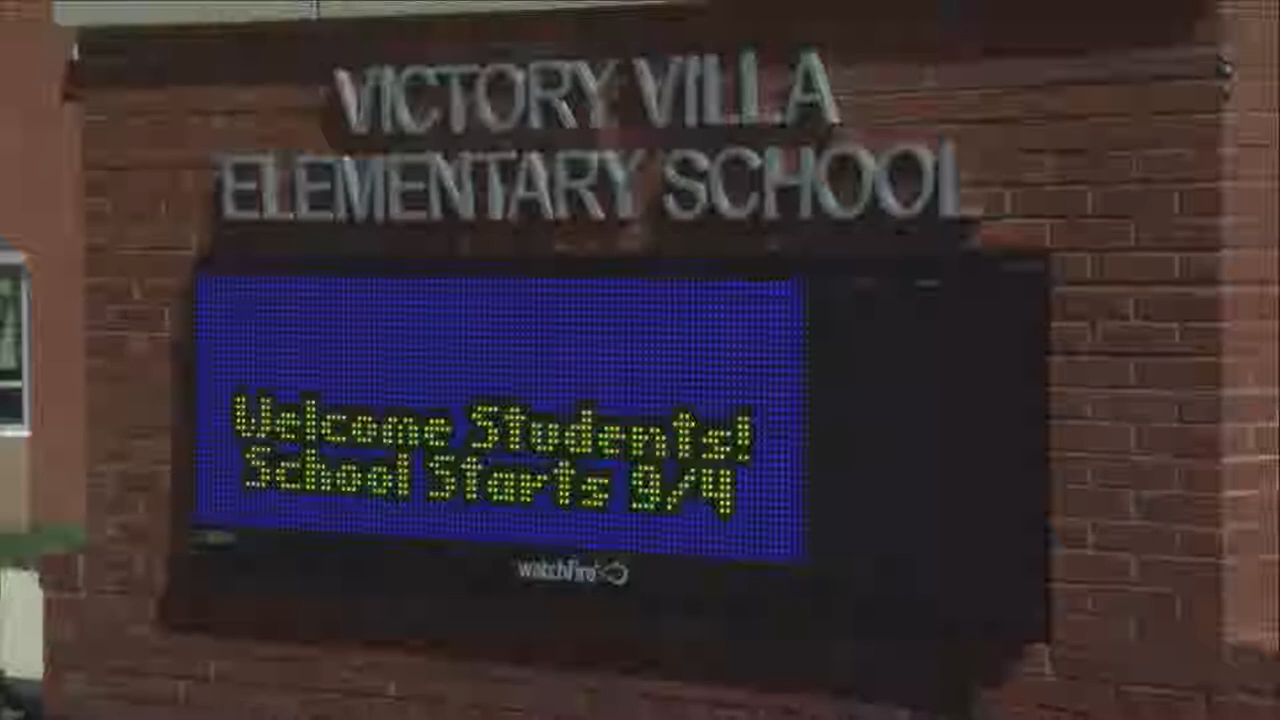 VICTORY VILLA
ELEMENTARY SCHOOL
Welcome Students!
School Starts 9/4
watchfire